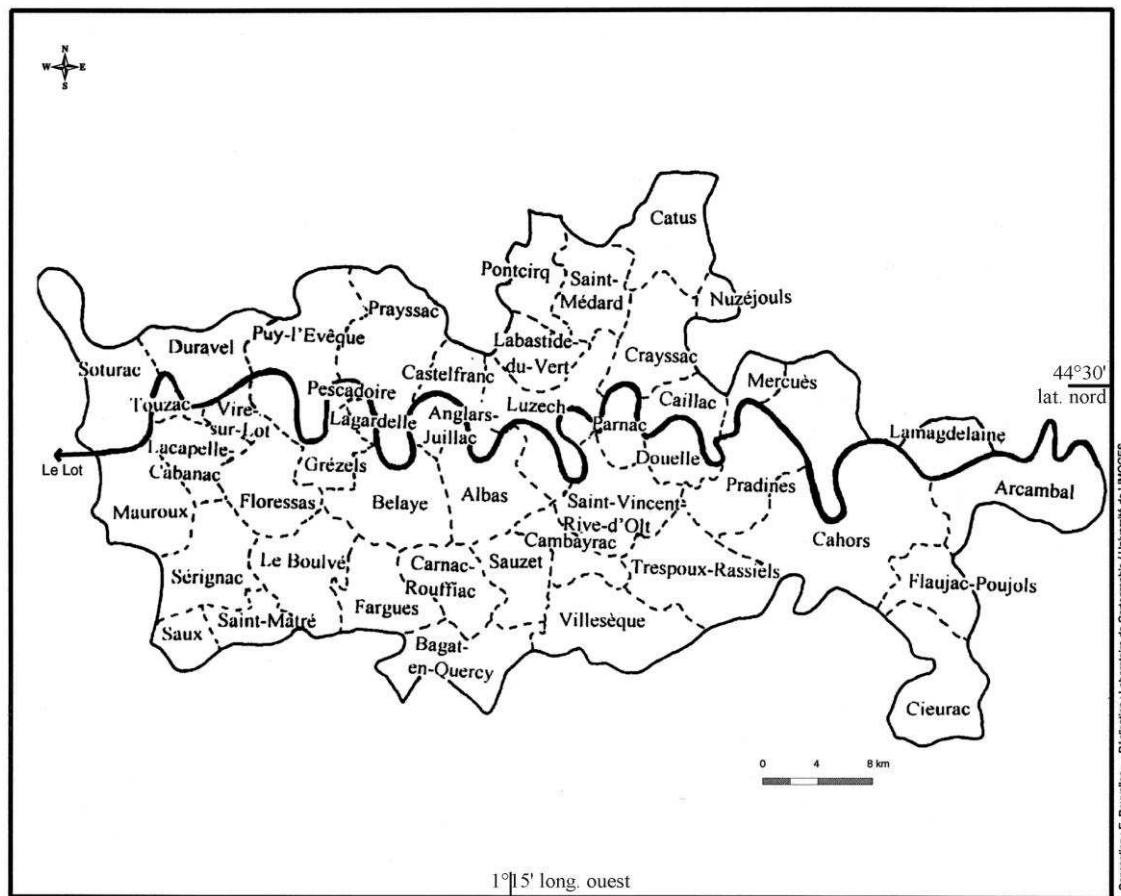 N
W E
S
Catus
Pontcirq
Saint-
Médard
Nuzéjouls
Prayssac
Puy-l'Evêque
Duravel
Labastide-
du-Vert
Crayssac
Soturac
Castelfranc
Mercuès
44°30'
lat. nord
Pescadoire
Touzac
Vire-
sur-Lot
Lagardelle
Anglars-
Juillac
Luzech
Caillac
Parnac
Lamagdelaine
Le Lot
Lacapelle-
Cabanac
Grézels
Douelle
Pradines
Arcambal
Mauroux
Floressas
Belaye
Albas
Saint-Vincent-
Rive-d'Olt
Cahors
Cambayrac
Sérignac
Le Boulvé
Carnac-
Rouffiac
Sauzet
Trespoux-Rassiels
Flaujac-Poujols
Saux
Saint-Mâtré
Fargues
Villesèque
Bagat-
en-Quercy
Cieurac
0 4 8 km
1°15' long. ouest